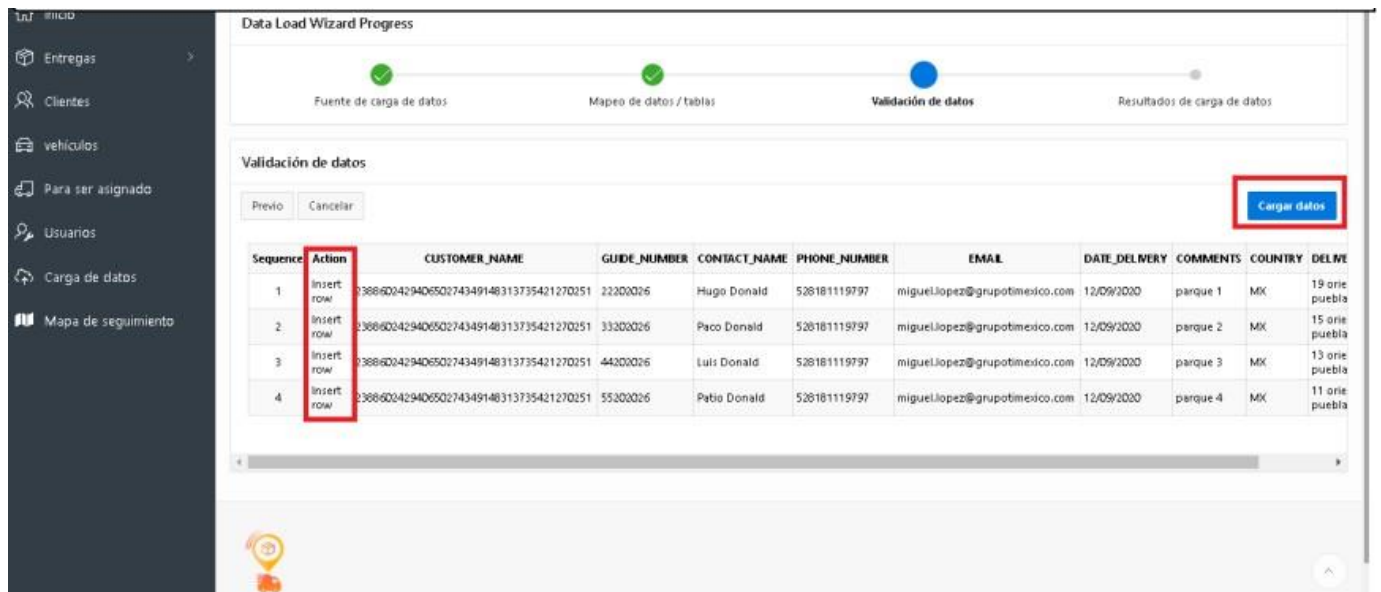 Inicio
Data Load Wizard Progress
Entregas
Clientes
Fuente de carga de datos
Mapeo de datos / tablas
Validación de datos
Resultados de carga de datos
vehículos
Validación de datos
Para ser asignado
Previo Cancelar Cargar datos
Usuarios
Carga de datos
Mapa de seguimiento
Sequence Action CUSTOMER_NAME GUIDE_NUMBER CONTACT_NAME PHONE_NUMBER EMAIL DATE_DELIVERY COMMENTS COUNTRY DELIVE
1 Insert row 23886024294065027434914831373542127025​1 22202026 Hugo Donald 528181119797 miguel.lopez@grupotimexico.com 12/09/2020 parque 1 MX 19 orie puebla
2 Insert row 238860242940650274349148313735421270251 33202026 Paco Donald 528181119797 miguel.lopez@grupotimexico.com 12/09/2020 parque 2 MX 15 orie puebla
3 Insert row 238860242940650274349148313735421270251 44202026 Luis Donald 528181119797 miguel.lopez@grupotimexico.com 12/09/2020 parque 3 MX 13 orie puebla
4 Insert row 238860242940650274349148313735421270251 55202026 Patio Donald 528181119797 miguel.lopez@grupotimexico.com 12/09/2020 parque 4 MX 11 orie puebla